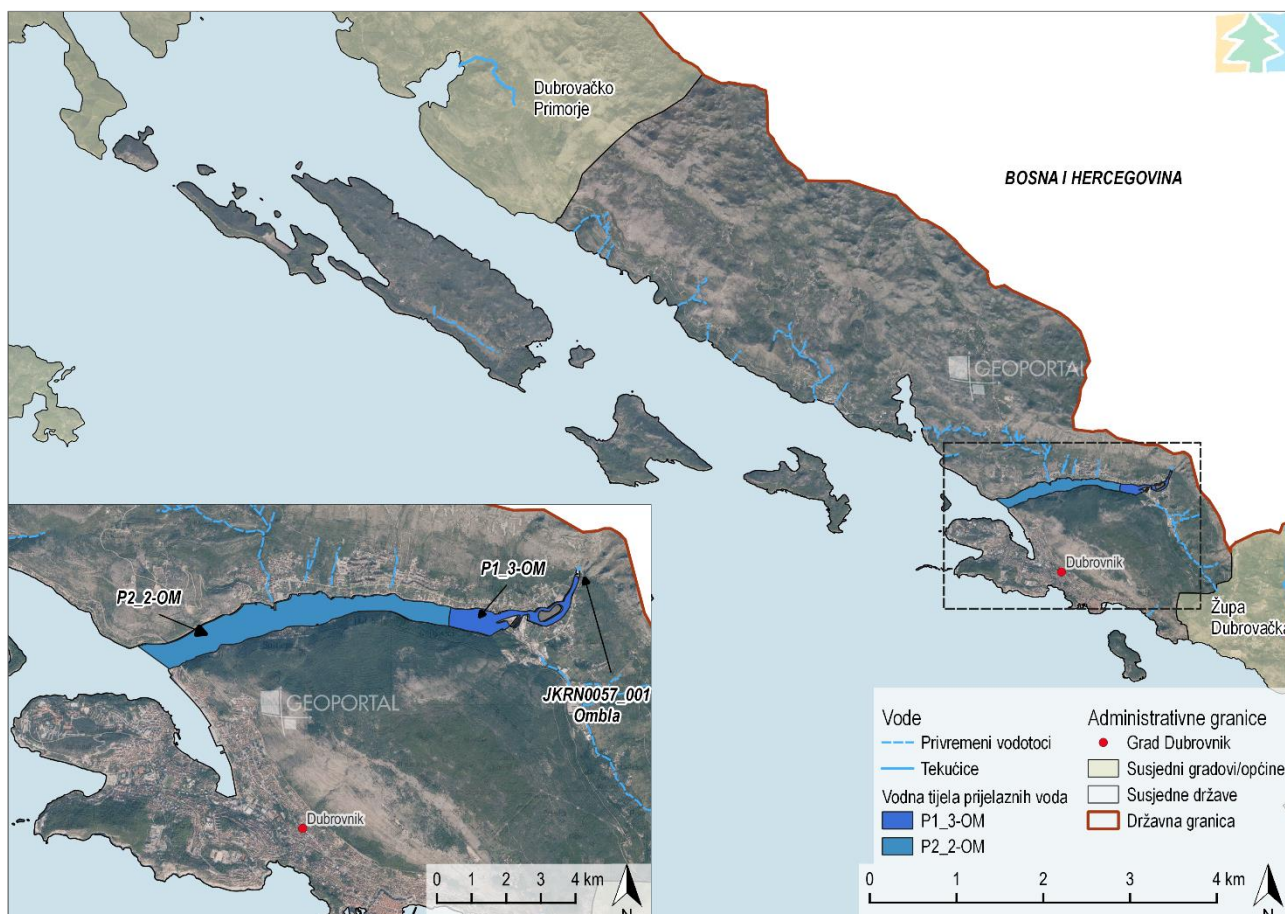 Dubrovačko
Primorje
BOSNA I HERCEGOVINA
GEOPORTAL
Dubrovnik
Župa
Dubrovačka
P2_2-OM
P1_3-OM
JKRN0057_001
Ombla
GEOPORTAL
Dubrovnik
0 1 2 3 4 km
N
Vode
Privremeni vodotoci
Tekućice
Vodna tijela prijelaznih voda
P1_3-OM
P2_2-OM
Administrativne granice
Grad Dubrovnik
Susjedni gradovi/općine
Susjedne države
Državna granica
0 1 2 3 4 km
N